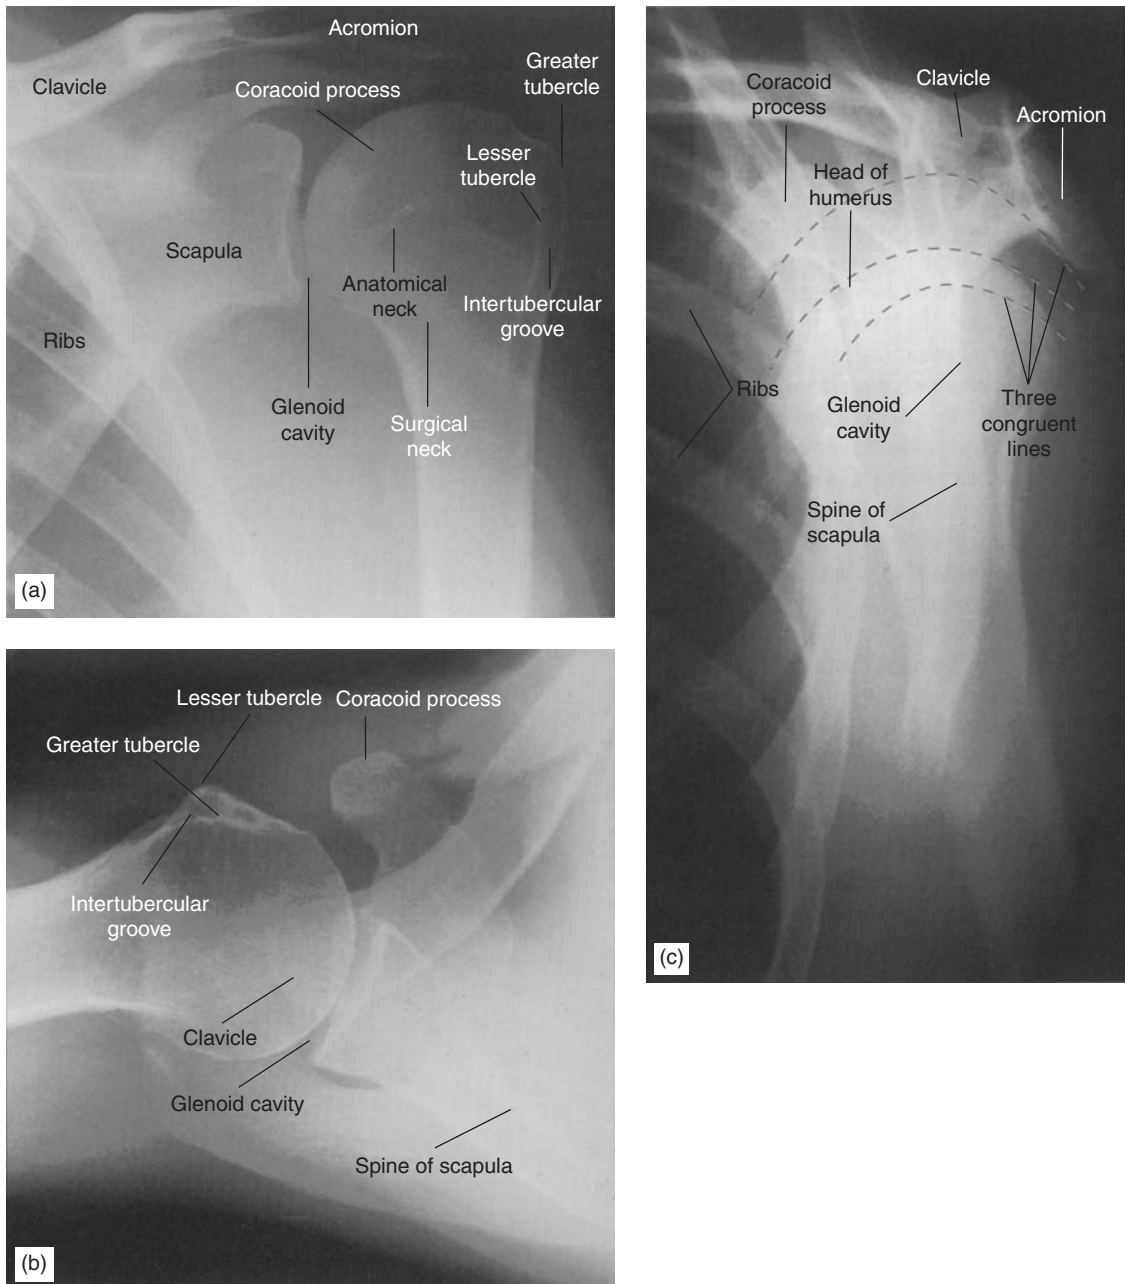 Acromion
Clavicle
Coracoid process
Greater
tubercle
Lesser
tubercle
Scapula
Anatomical
neck
Intertubercular
groove
Ribs
Glenoid
cavity
Surgical
neck
(a)
Lesser tubercle
Coracoid process
Greater tubercle
Intertubercular
groove
Clavicle
Glenoid cavity
Spine of scapula
(b)
Coracoid
process
Clavicle
Acromion
Head of
humerus
Ribs
Glenoid
cavity
Three
congruent
lines
Spine of
scapula
(c)